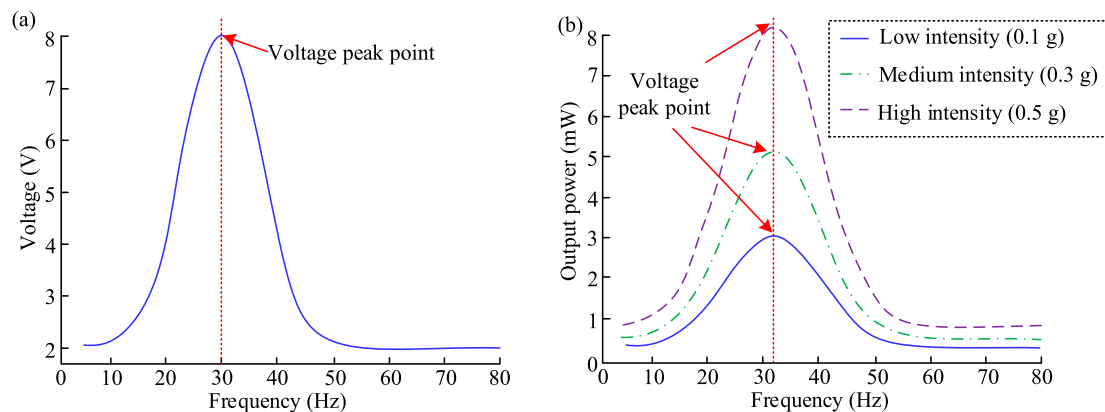 (a)
Voltage (V)
8
7
6
8
4
3
2
0
10
20
30
40
50
60
70
80
Frequency (Hz)
Voltage peak point
(b)
Output power (mW)
8
7
6
5
4
3
2
1
0
0
10
20
30
40
50
60
70
80
Frequency (Hz)
Voltage
peak point
Low intensity (0.1 g)
Medium intensity (0.3 g)
High intensity (0.5 g)